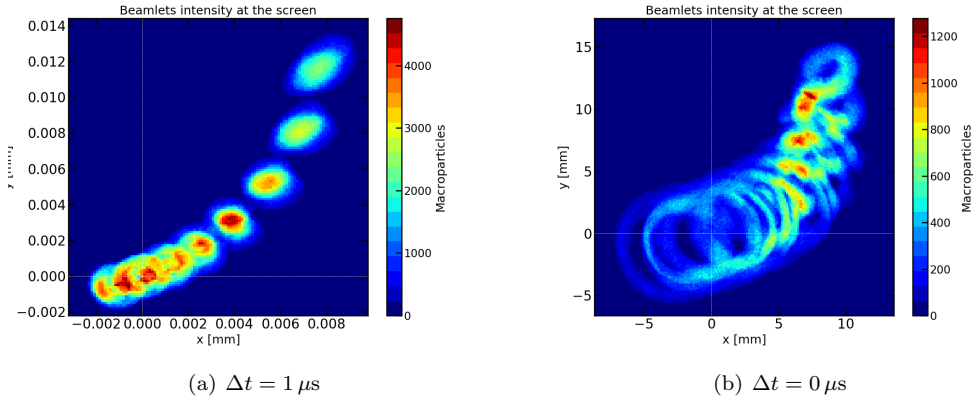 Beamlets intensity at the screen
0.014
0.012
0.010
0.008
0.006
0.004
0.002
0.000
−0.002
−0.002 0.000 0.002 0.004 0.006 0.008
x [mm]
y [mm]
4000
3000
2000
1000
0
Macroparticles
(a) Δt = 1 μs
Beamlets intensity at the screen
15
10
5
0
−5
−5 0 5 10
x [mm]
y [mm]
1200
1000
800
600
400
200
0
Macroparticles
(b) Δt = 0 μs